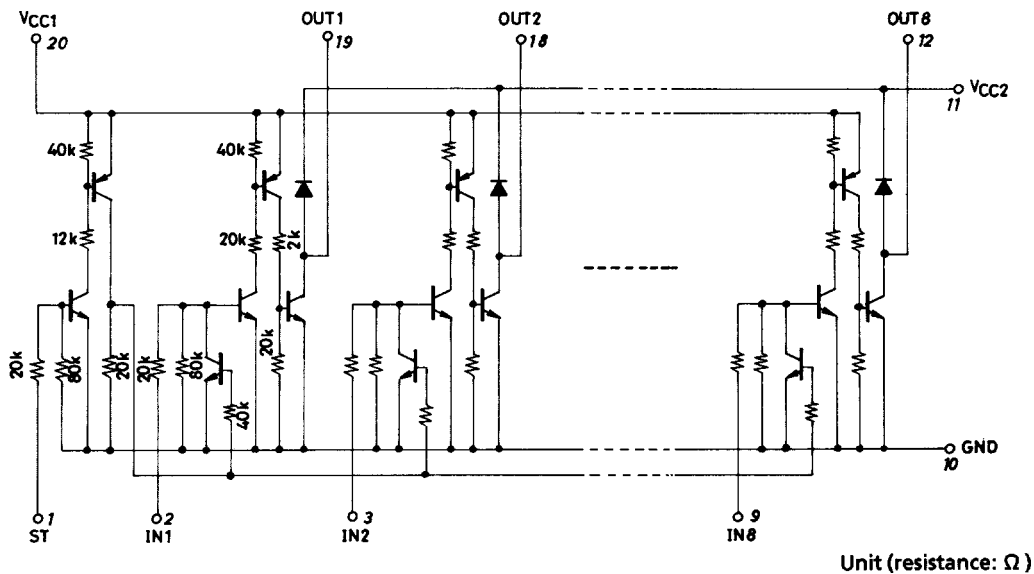 VCC1 OUT1 OUT2 OUT8
20 19 18 12
VCC2
11
40k 40k
12k 20k 2k
20k 80k 20k 20k 80k 20k
40k
GND
10
1 2 3 9
ST IN1 IN2 IN8
Unit (resistance: Ω)